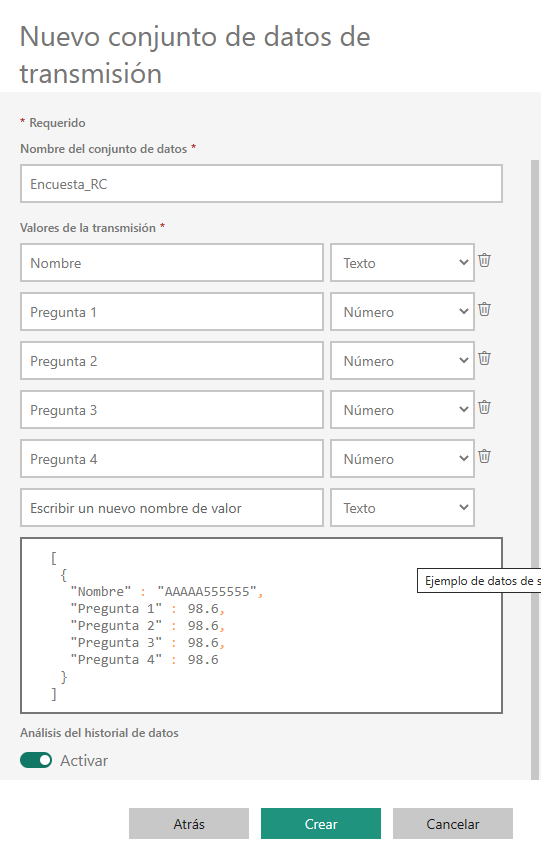 Nuevo conjunto de datos de
transmisión
* Requerido
Nombre del conjunto de datos *
Encuesta_RC
Valores de la transmisión *
Nombre Texto
Pregunta 1 Número
Pregunta 2 Número
Pregunta 3 Número
Pregunta 4 Número
Escribir un nuevo nombre de valor Texto
[
{
"Nombre" : "AAAAA555555",
"Pregunta 1" : 98.6,
"Pregunta 2" : 98.6,
"Pregunta 3" : 98.6,
"Pregunta 4" : 98.6
}
]
Ejemplo de datos de s
Análisis del historial de datos
Activar
Atrás Crear Cancelar